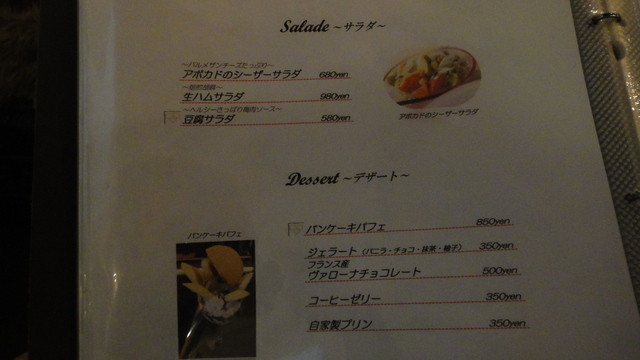 Salade ～サラダ～
～パルメザンチーズたっぷり～
アボカドのシーザーサラダ 680yen
生ハムサラダ 980yen
～ヘルシーさっぱり梅肉ソース～
豆腐サラダ 580yen
アボカドのシーザーサラダ
Dessert ～デザート～
パンケーキパフェ
パンケーキパフェ 850yen
ジェラート（バニラ・チョコ・抹茶・柚子） 350yen
フランス産
ヴァローナチョコレート 500yen
コーヒーゼリー 350yen
自家製プリン 350yen